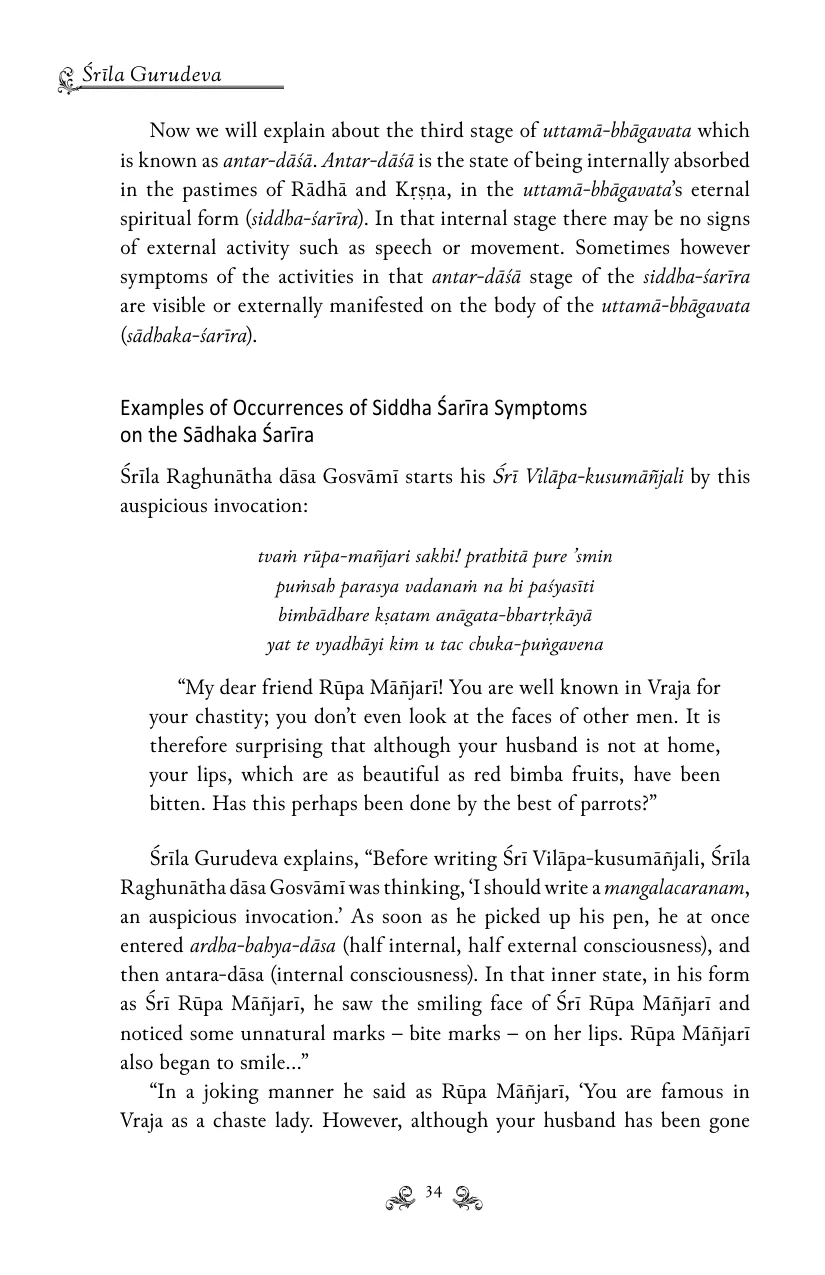 Śrīla Gurudeva
Now we will explain about the third stage of uttamā-bhāgavata which
is known as antar-dāśā. Antar-dāśā is the state of being internally absorbed
in the pastimes of Rādhā and Kṛṣṇa, in the uttamā-bhāgavata’s eternal
spiritual form (siddha-śarīra). In that internal stage there may be no signs
of external activity such as speech or movement. Sometimes however
symptoms of the activities in that antar-dāśā stage of the siddha-śarīra
are visible or externally manifested on the body of the uttamā-bhāgavata
(sādhaka-śarīra).
Examples of Occurrences of Siddha Śarīra Symptoms
on the Sādhaka Śarīra
Śrīla Raghunātha dāsa Gosvāmī starts his Śrī Vilāpa-kusumāñjali by this
auspicious invocation:
tvaṁ rūpa-mañjari sakhi! prathitā pure ’smin
puṁsah parasya vadanaṁ na hi paśyasīti
bimbādhare kṣatam anāgata-bhartṛkāyā
yat te vyadhāyi kim u tac chuka-puṅgavena
“My dear friend Rūpa Māñjarī! You are well known in Vraja for
your chastity; you don’t even look at the faces of other men. It is
therefore surprising that although your husband is not at home,
your lips, which are as beautiful as red bimba fruits, have been
bitten. Has this perhaps been done by the best of parrots?”
Śrīla Gurudeva explains, “Before writing Śrī Vilāpa-kusumāñjali, Śrīla
Raghunātha dāsa Gosvāmī was thinking, ‘I should write a mangalacaranam,
an auspicious invocation.’ As soon as he picked up his pen, he at once
entered ardha-bahya-dāsa (half internal, half external consciousness), and
then antara-dāsa (internal consciousness). In that inner state, in his form
as Śrī Rūpa Māñjarī, he saw the smiling face of Śrī Rūpa Māñjarī and
noticed some unnatural marks – bite marks – on her lips. Rūpa Māñjarī
also began to smile...”
“In a joking manner he said as Rūpa Māñjarī, ‘You are famous in
Vraja as a chaste lady. However, although your husband has been gone
34